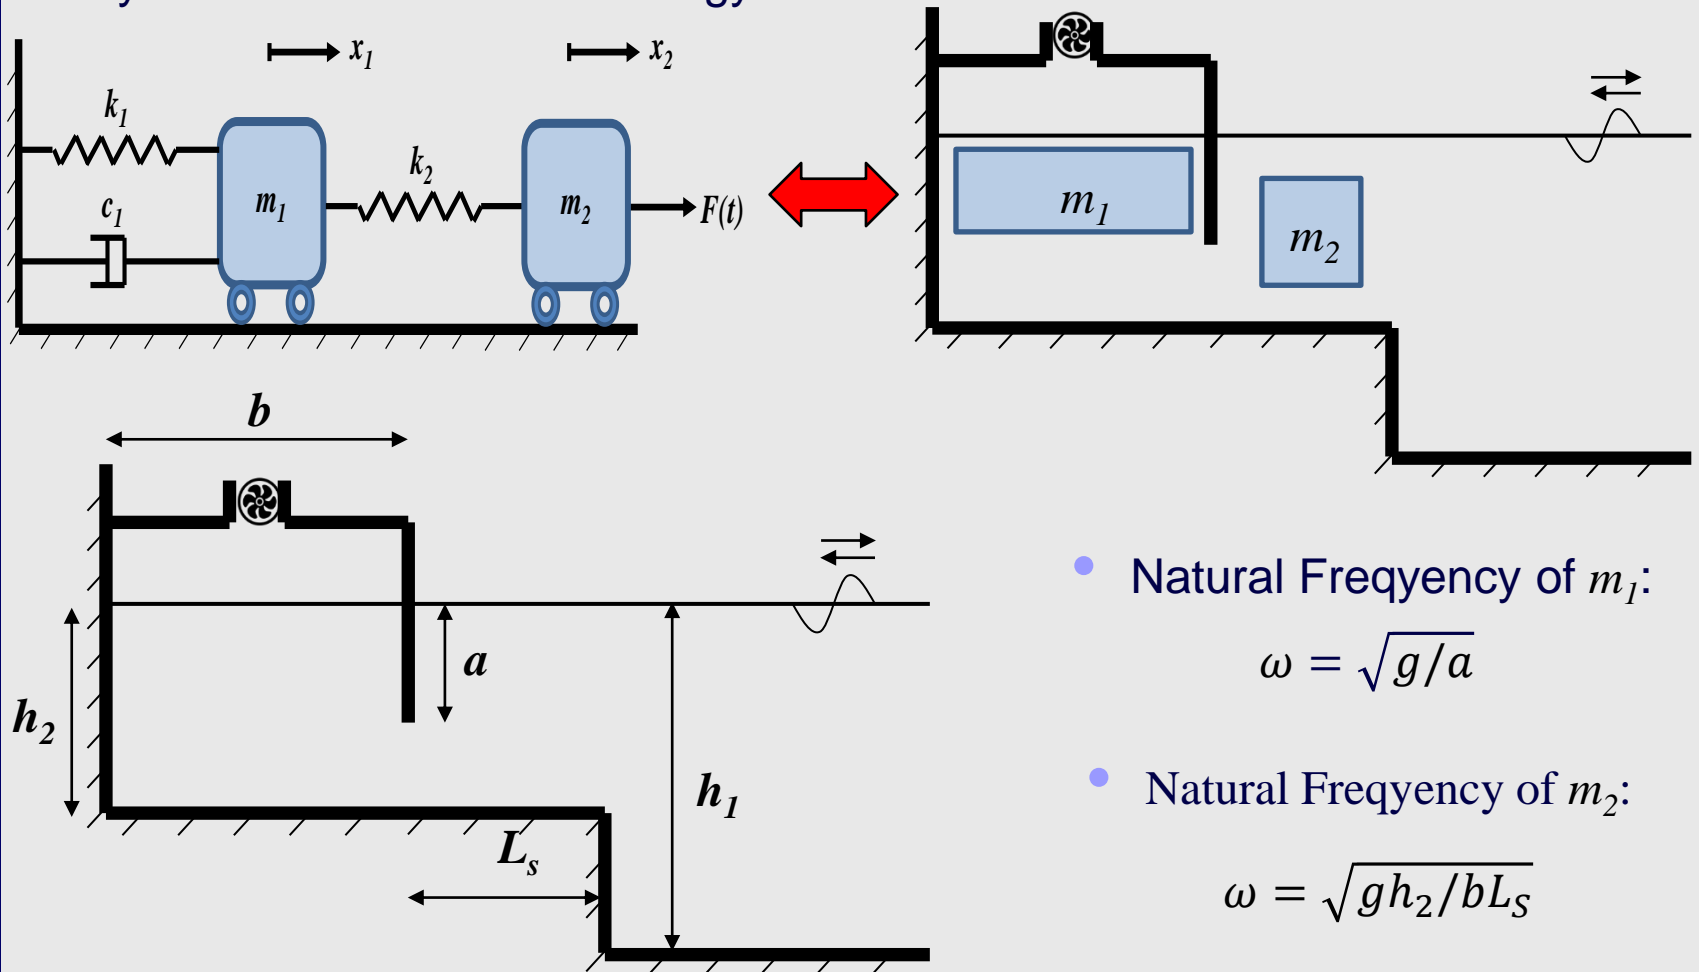 x₁
x₂
k₁
k₂
c₁
m₁
m₂
F(t)
m₁
m₂
b
a
h₂
h₁
Lₛ
• Natural Freqyency of m₁:
ω = √g/a
• Natural Freqyency of m₂:
ω = √gh₂/bL_S